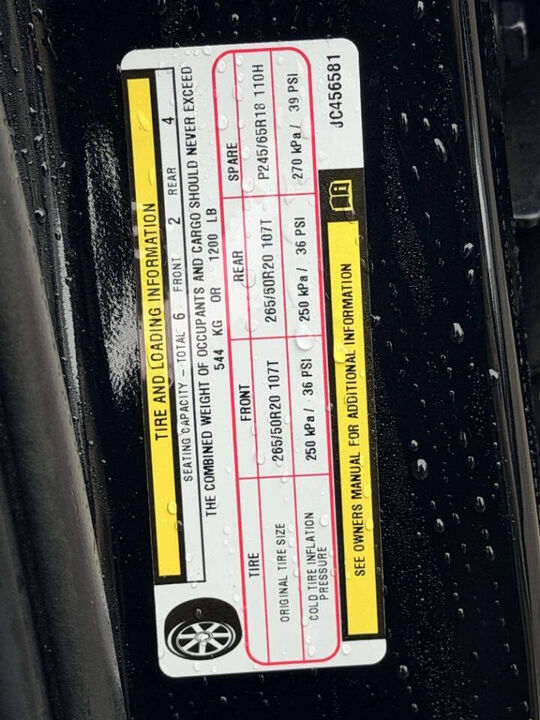 TIRE AND LOADING INFORMATION
SEATING CAPACITY – TOTAL 6 FRONT 2 REAR 4
THE COMBINED WEIGHT OF OCCUPANTS AND CARGO SHOULD NEVER EXCEED
544 KG OR 1200 LB
TIRE FRONT REAR SPARE
ORIGINAL TIRE SIZE 265/50R20 107T 265/50R20 107T P245/65R18 110H
COLD TIRE INFLATION PRESSURE 250 kPa / 36 PSI 250 kPa / 36 PSI 270 kPa / 39 PSI
SEE OWNERS MANUAL FOR ADDITIONAL INFORMATION
JC456581